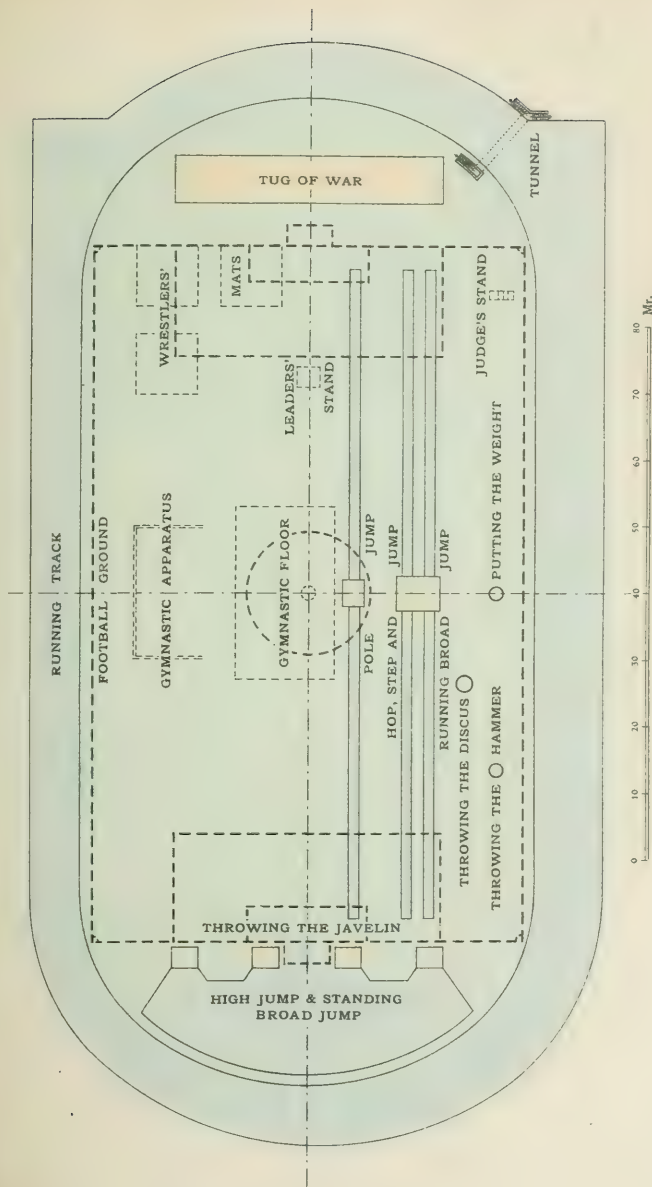 TUG OF WAR
TUNNEL
WRESTLERS'
MATS
JUDGE'S STAND
LEADERS'
STAND
RUNNING TRACK
FOOTBALL GROUND
GYMNASTIC APPARATUS
GYMNASTIC FLOOR
POLE JUMP
HOP, STEP AND JUMP
RUNNING BROAD JUMP
PUTTING THE WEIGHT
THROWING THE DISCUS
THROWING THE HAMMER
THROWING THE JAVELIN
HIGH JUMP & STANDING
BROAD JUMP
0 10 20 30 40 50 60 70 80 Mr.